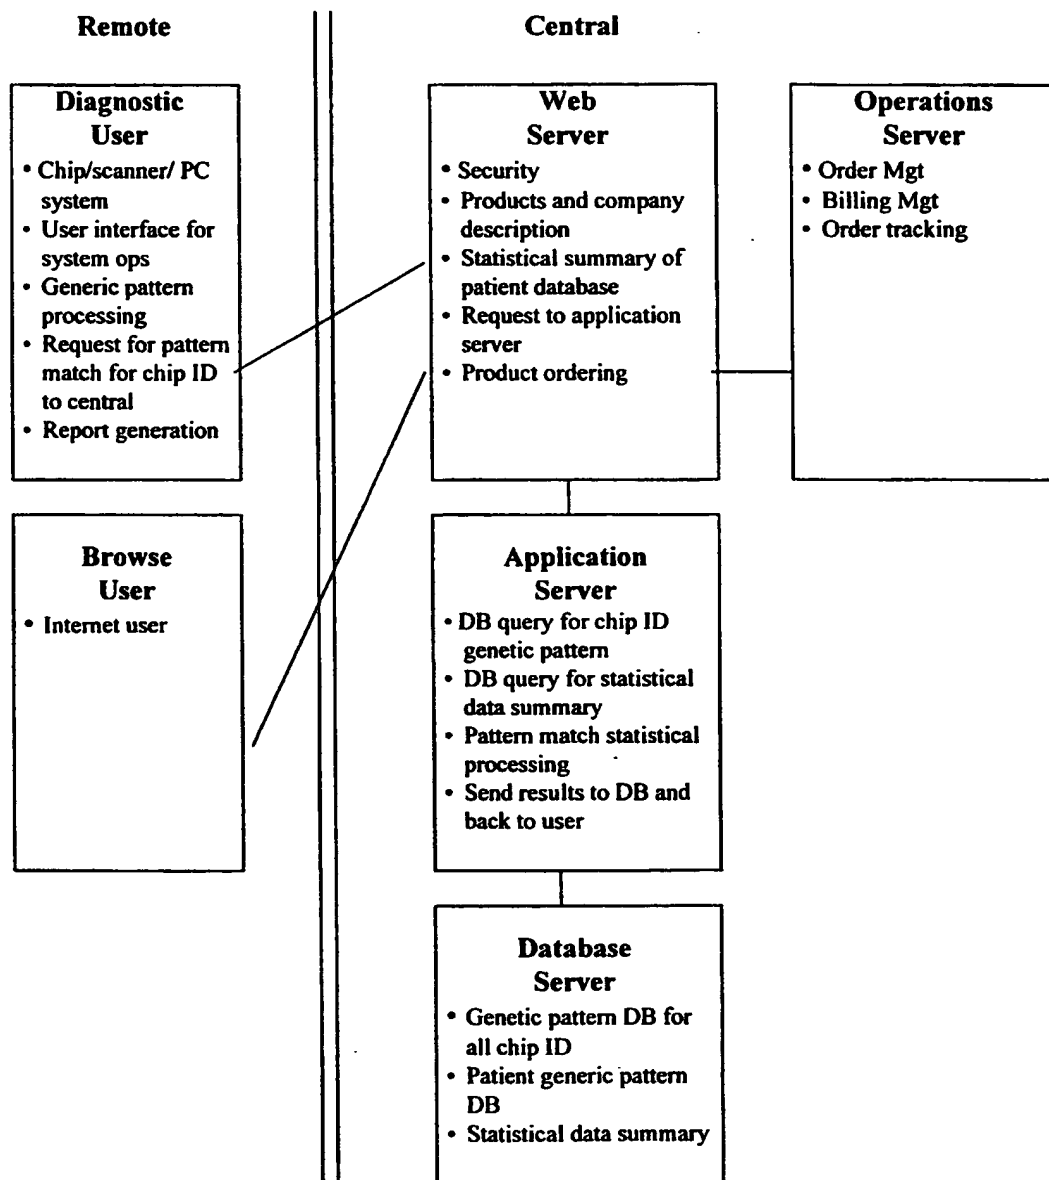 Remote
Central
Diagnostic
User
• Chip/scanner/ PC
system
• User interface for
system ops
• Generic pattern
processing
• Request for pattern
match for chip ID
to central
• Report generation
Web
Server
• Security
• Products and company
description
• Statistical summary of
patient database
• Request to application
server
• Product ordering
Operations
Server
• Order Mgt
• Billing Mgt
• Order tracking
Browse
User
• Internet user
Application
Server
• DB query for chip ID
genetic pattern
• DB query for statistical
data summary
• Pattern match statistical
processing
• Send results to DB and
back to user
Database
Server
• Genetic pattern DB for
all chip ID
• Patient generic pattern
DB
• Statistical data summary